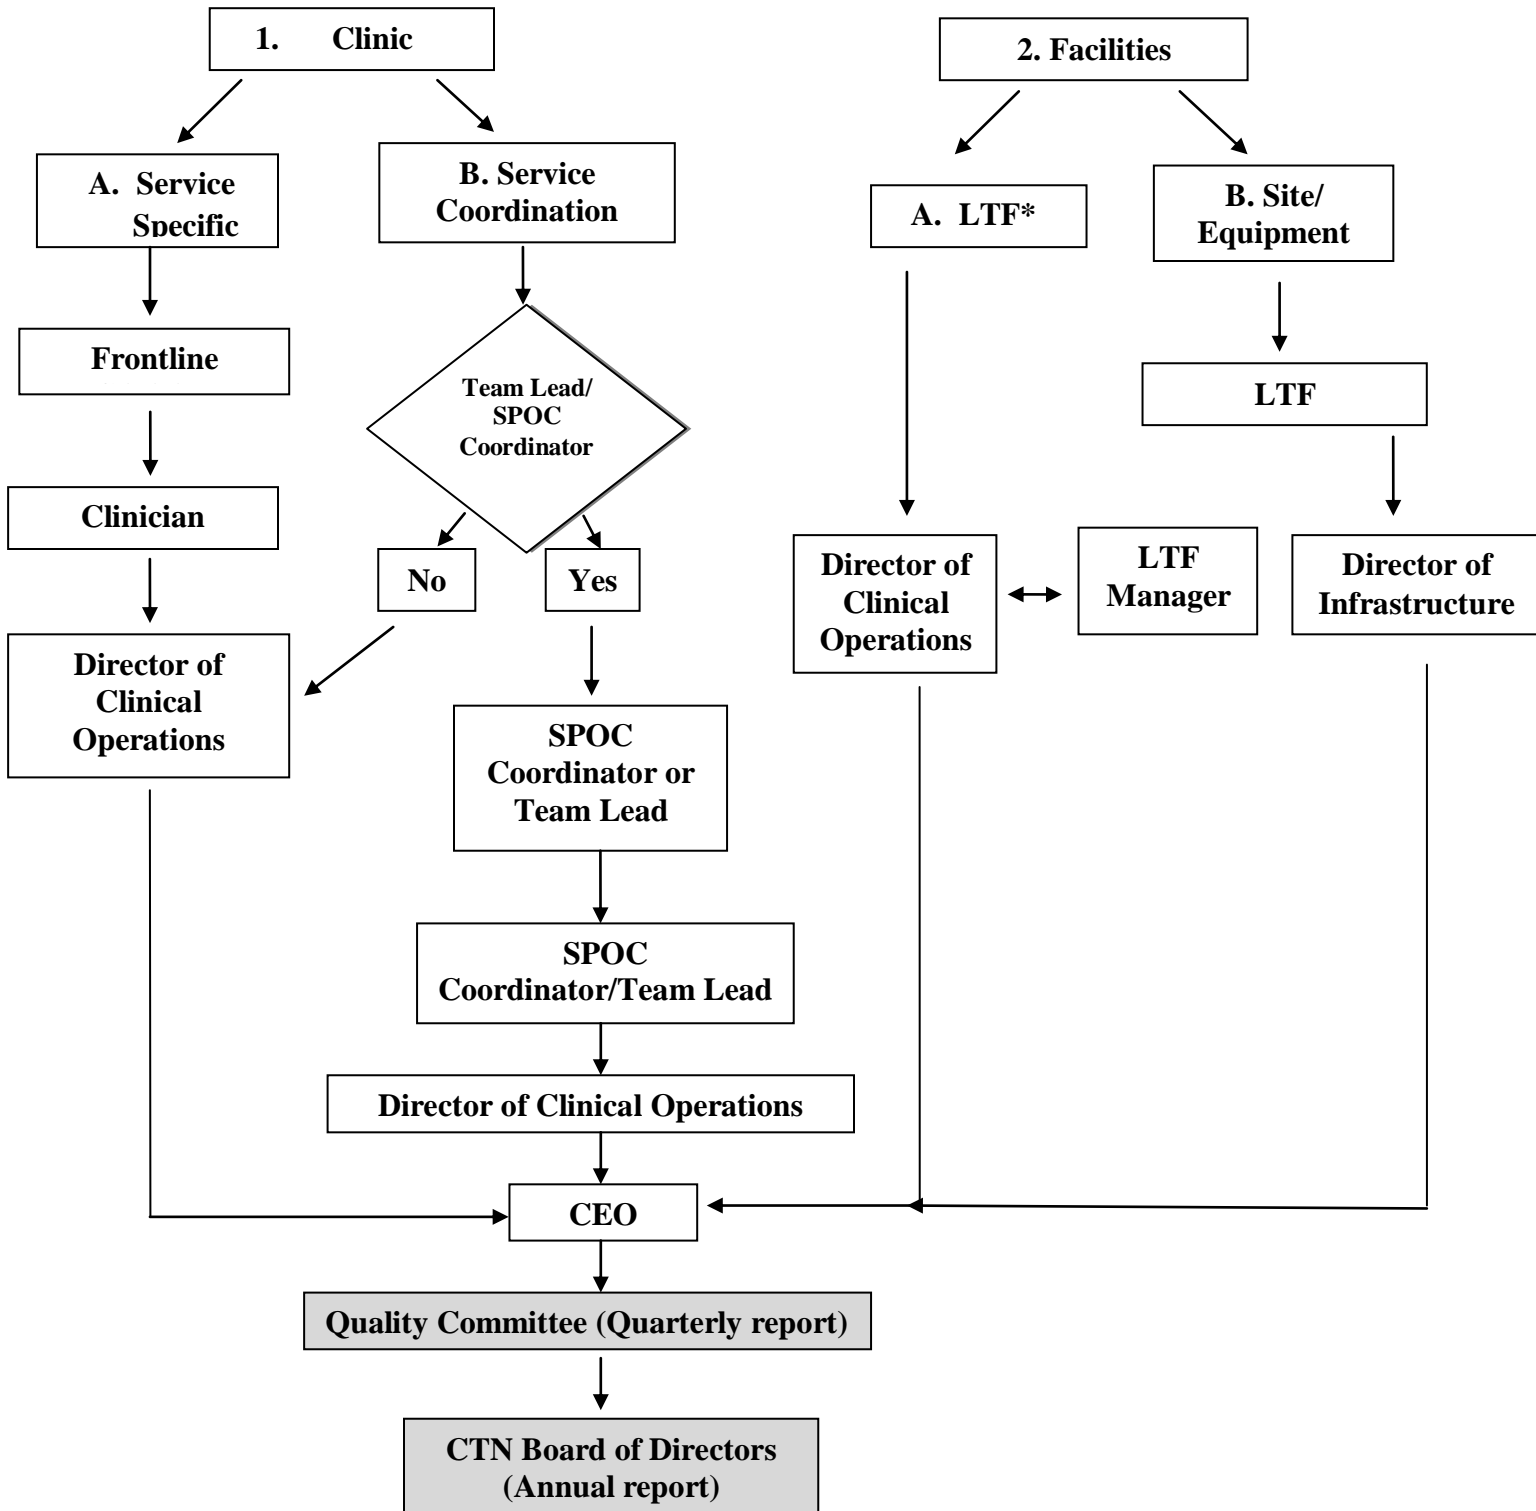 1. Clinic
2. Facilities
A. Service
Specific
B. Service
Coordination
A. LTF*
B. Site/
Equipment
Frontline
Team Lead/
SPOC
Coordinator
LTF
Clinician
No
Yes
Director of
Clinical
Operations
LTF
Manager
Director of
Infrastructure
Director of
Clinical
Operations
SPOC
Coordinator or
Team Lead
SPOC
Coordinator/Team Lead
Director of Clinical Operations
CEO
Quality Committee (Quarterly report)
CTN Board of Directors
(Annual report)